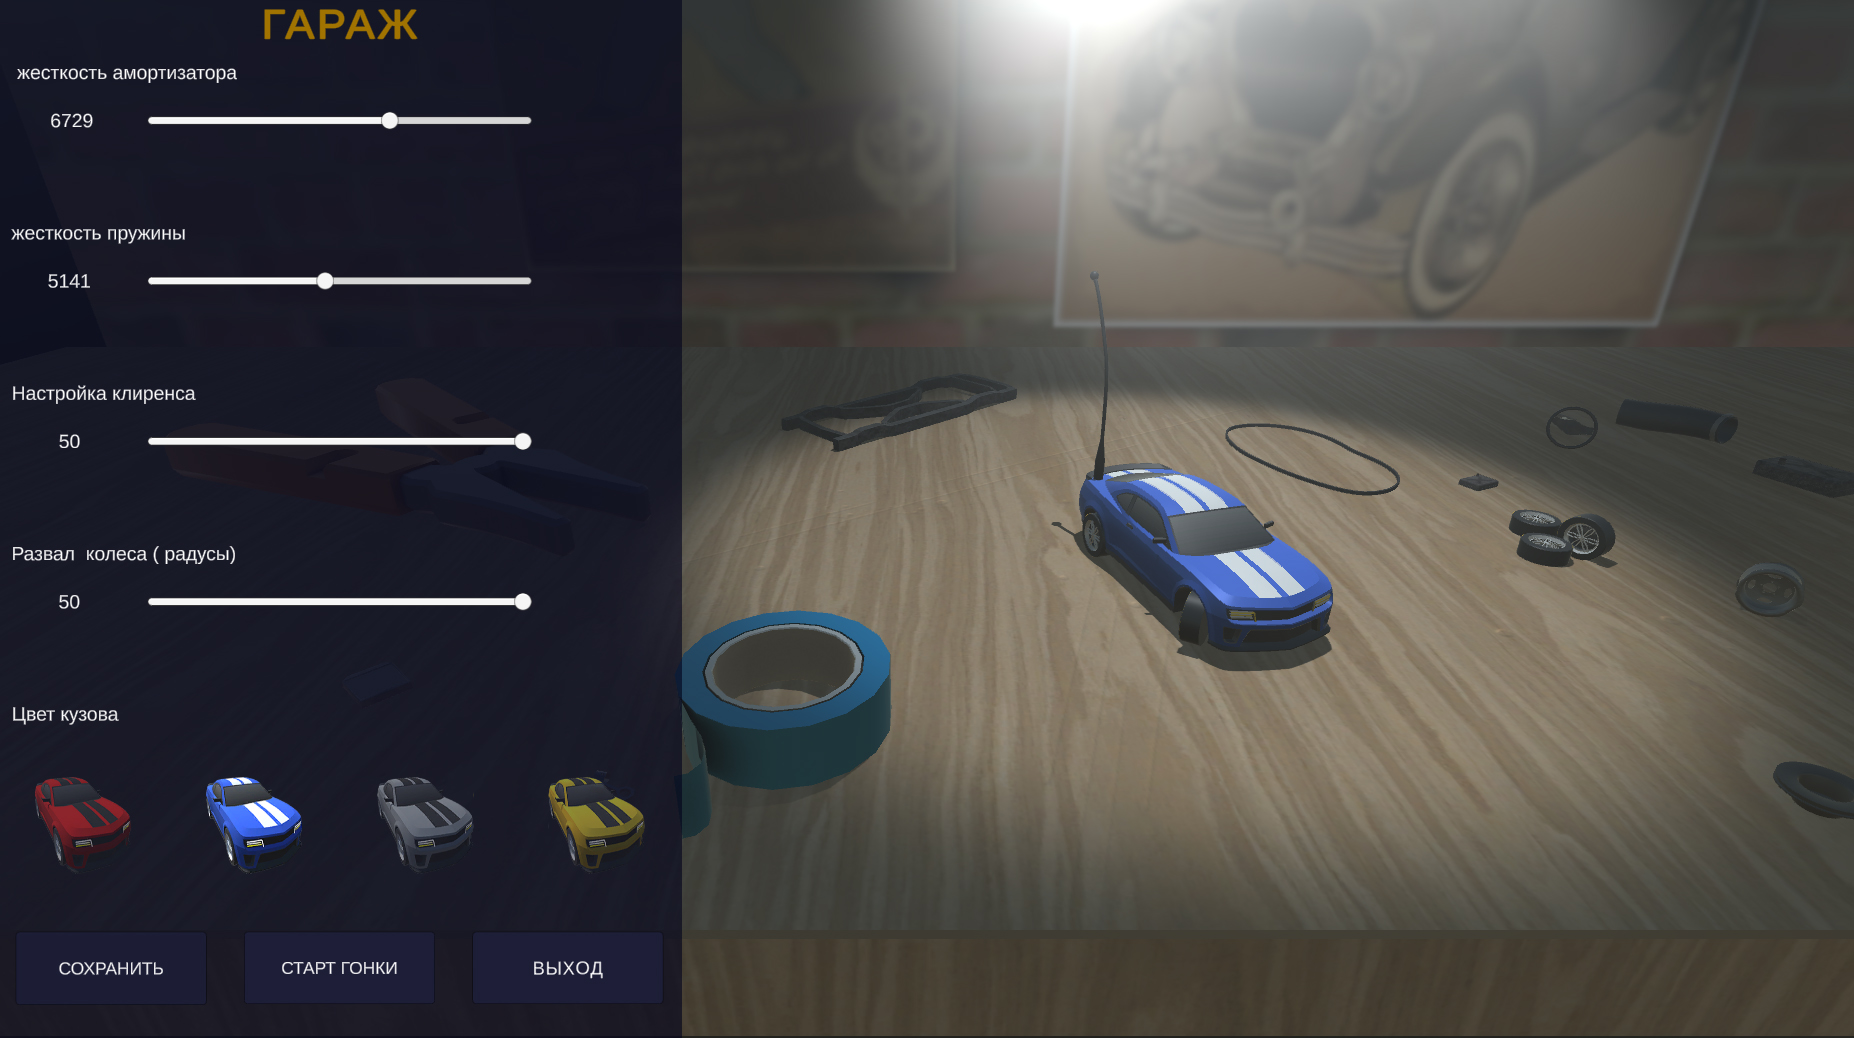 ГАРАЖ
жесткость амортизатора
6729
жесткость пружины
5141
Настройка клиренса
50
Развал колеса ( радусы)
50
Цвет кузова
СОХРАНИТЬ
СТАРТ ГОНКИ
ВЫХОД